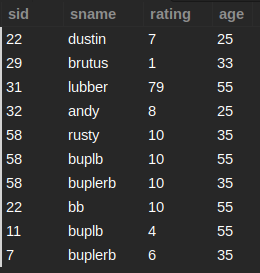 sid sname rating age
22 dustin 7 25
29 brutus 1 33
31 lubber 79 55
32 andy 8 25
58 rusty 10 35
58 buplb 10 55
58 buplerb 10 35
22 bb 10 55
11 buplb 4 55
7 buplerb 6 35